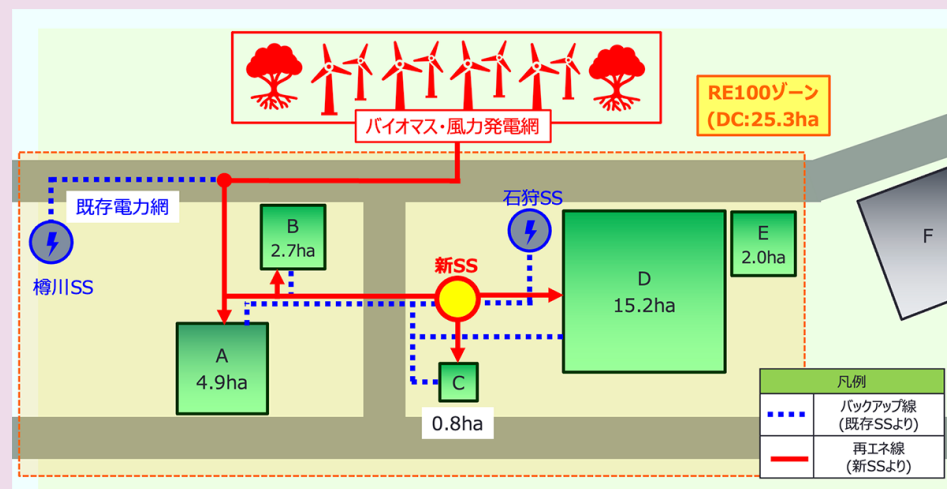 RE100ゾーン
(DC:25.3ha
バイオマス・風力発電網
既存電力網
石狩SS
B
2.7ha
E
2.0ha
F
樽川SS
新SS
D
15.2ha
A
4.9ha
C
0.8ha
凡例
バックアップ線
(既存SSより)
再エネ線
(新SSより)